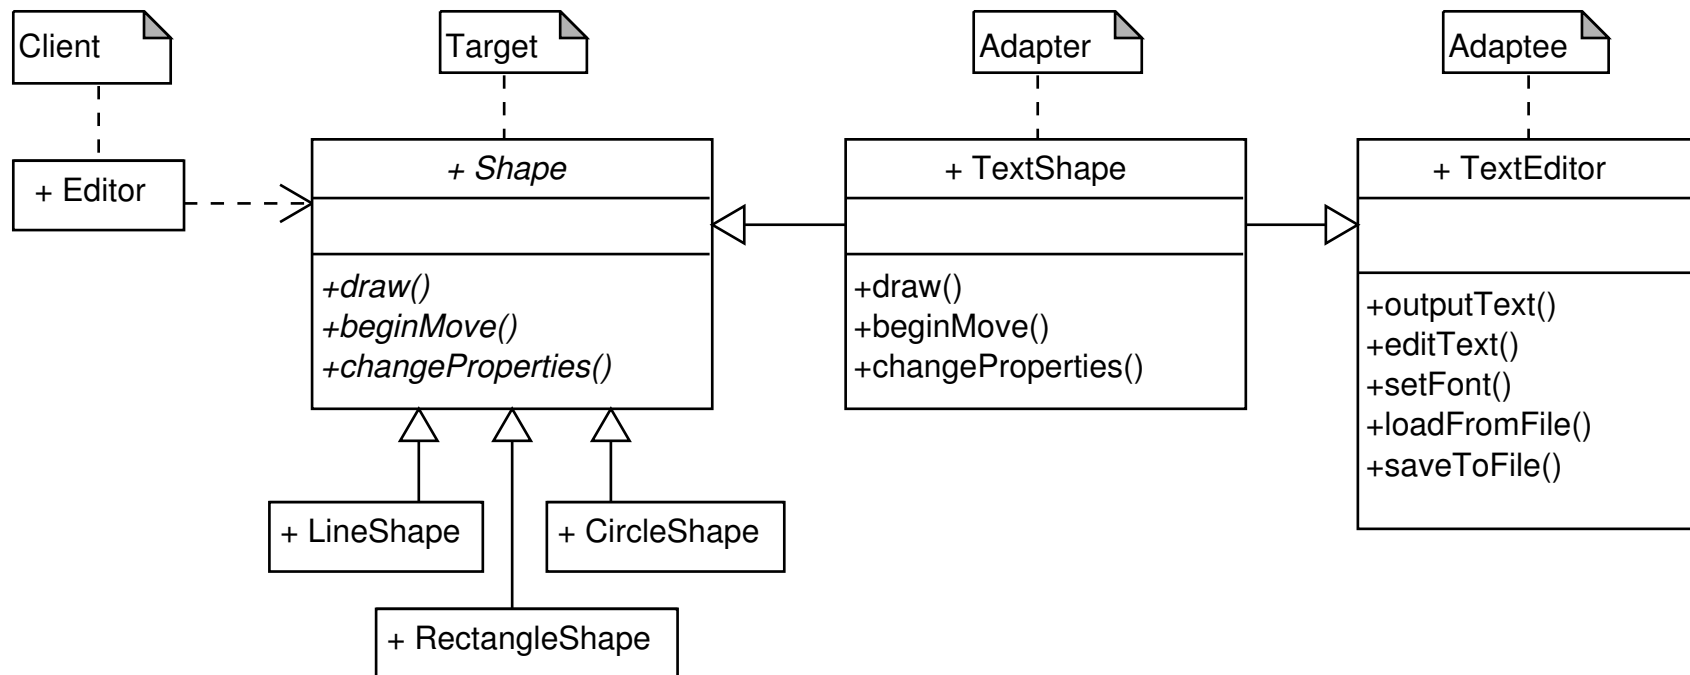 Client
Target
Adapter
Adaptee
+ Editor
+ Shape
+draw()
+beginMove()
+changeProperties()
+ TextShape
+draw()
+beginMove()
+changeProperties()
+ TextEditor
+outputText()
+editText()
+setFont()
+loadFromFile()
+saveToFile()
+ LineShape
+ CircleShape
+ RectangleShape